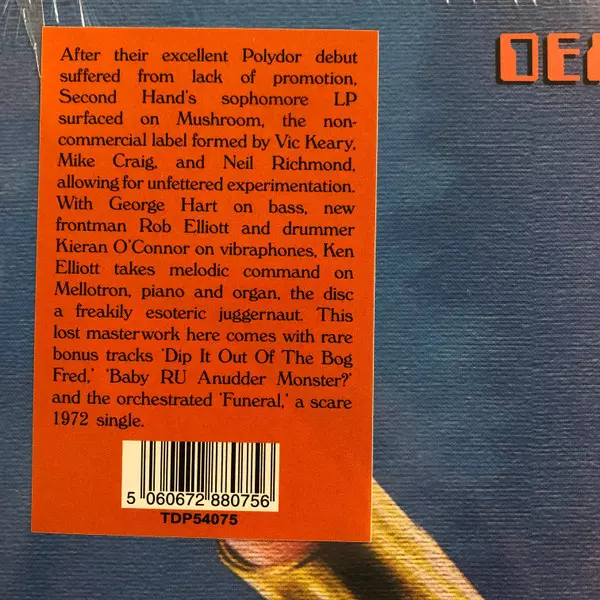 After their excellent Polydor debut
suffered from lack of promotion,
Second Hand's sophomore LP
surfaced on Mushroom, the non-
commercial label formed by Vic Keary,
Mike Craig, and Neil Richmond,
allowing for unfettered experimentation.
With George Hart on bass, new
frontman Rob Elliott and drummer
Kieran O'Connor on vibraphones, Ken
Elliott takes melodic command on
Mellotron, piano and organ, the disc
a freakily esoteric juggernaut. This
lost masterwork here comes with rare
bonus tracks 'Dip It Out Of The Bog
Fred,' 'Baby RU Anudder Monster?'
and the orchestrated 'Funeral,' a scare
1972 single.
5 060672 880756
TDP54075